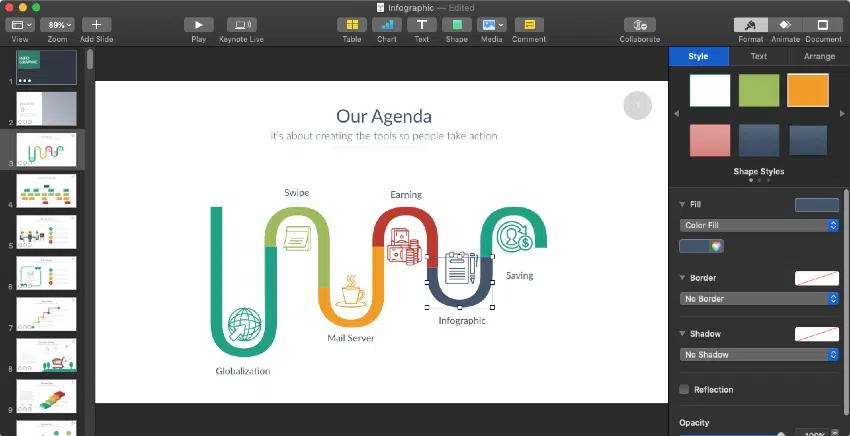 Infographic — Edited
View
89%
Zoom
Add Slide
Play
Keynote Live
Table
Chart
Text
Shape
Media
Comment
Collaborate
Format
Animate
Document
Style
Text
Arrange
1
INFO
GRAPHIC
2
3
4
5
6
7
8
9
Our Agenda
it's about creating the tools so people take action
Swipe
Earning
Saving
Infographic
Mail Server
Globalization
Shape Styles
Fill
Color Fill
Border
No Border
Shadow
No Shadow
Reflection
Opacity
100%